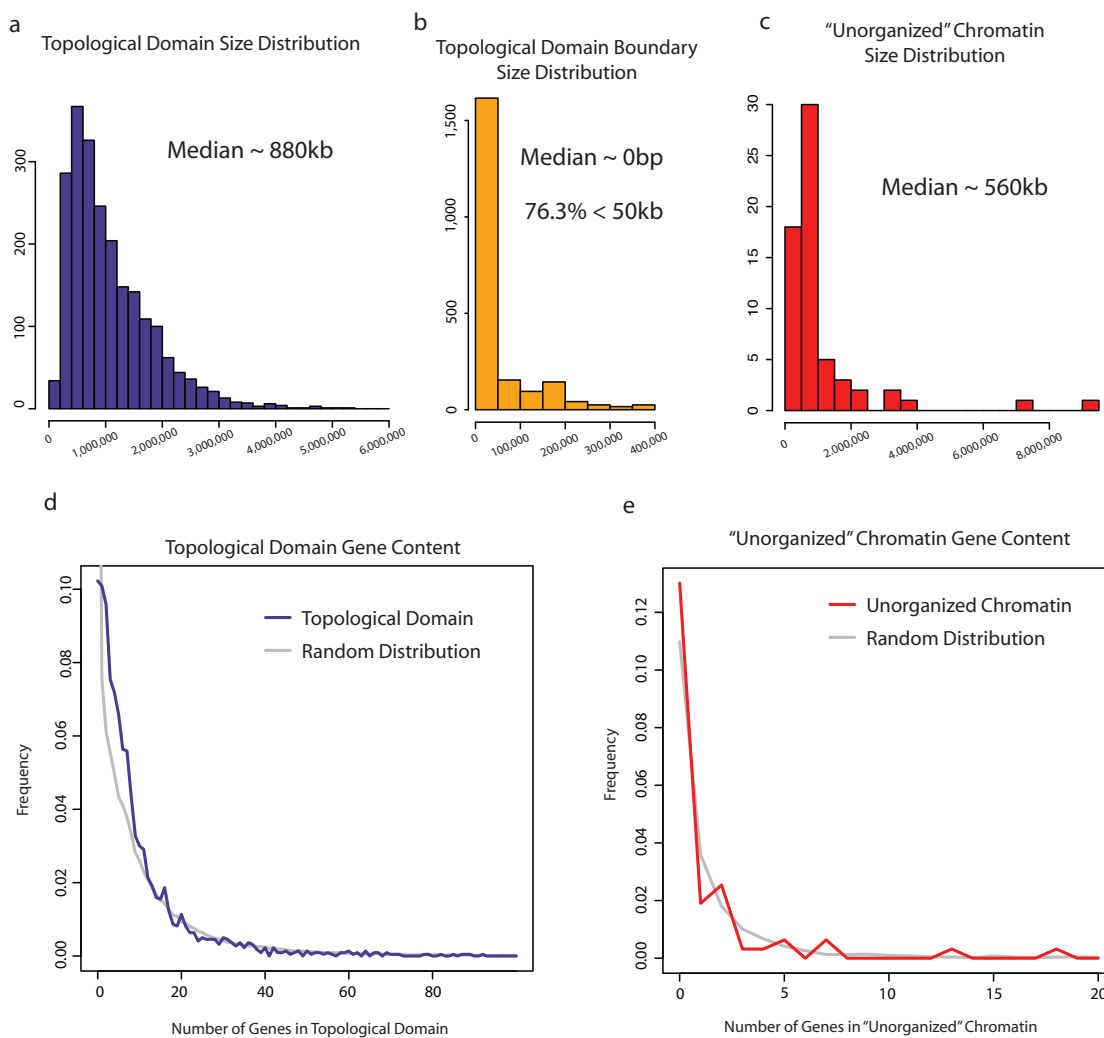 a
Topological Domain Size Distribution
Median ~ 880kb
0
100
200
300
0
1,000,000
2,000,000
3,000,000
4,000,000
5,000,000
6,000,000
b
Topological Domain Boundary
Size Distribution
Median ~ 0bp
76.3% < 50kb
0
500
1,000
1,500
0
100,000
200,000
300,000
400,000
c
“Unorganized” Chromatin
Size Distribution
Median ~ 560kb
0
5
10
15
20
25
30
0
2,000,000
4,000,000
6,000,000
8,000,000
d
Topological Domain Gene Content
Topological Domain
Random Distribution
Frequency
0.00
0.02
0.04
0.06
0.08
0.10
0
20
40
60
80
Number of Genes in Topological Domain
e
“Unorganized” Chromatin Gene Content
Unorganized Chromatin
Random Distribution
Frequency
0.00
0.02
0.04
0.06
0.08
0.10
0.12
0
5
10
15
20
Number of Genes in “Unorganized” Chromatin